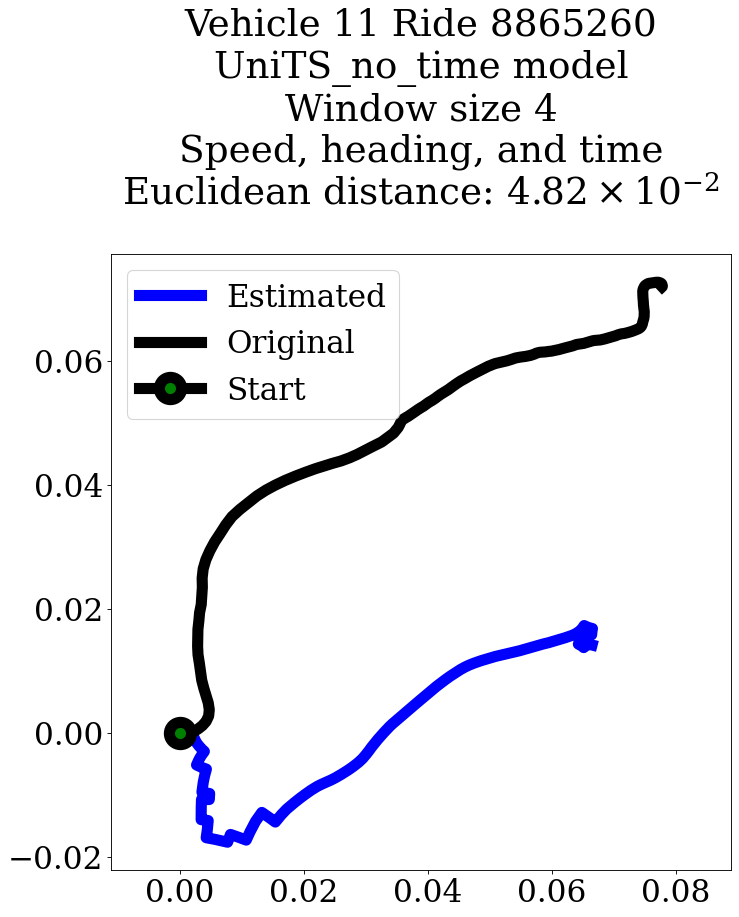 Vehicle 11 Ride 8865260
UniTS_no_time model
Window size 4
Speed, heading, and time
Euclidean distance: 4.82 × 10⁻²
Estimated
Original
Start
0.06
0.04
0.02
0.00
−0.02
0.00 0.02 0.04 0.06 0.08